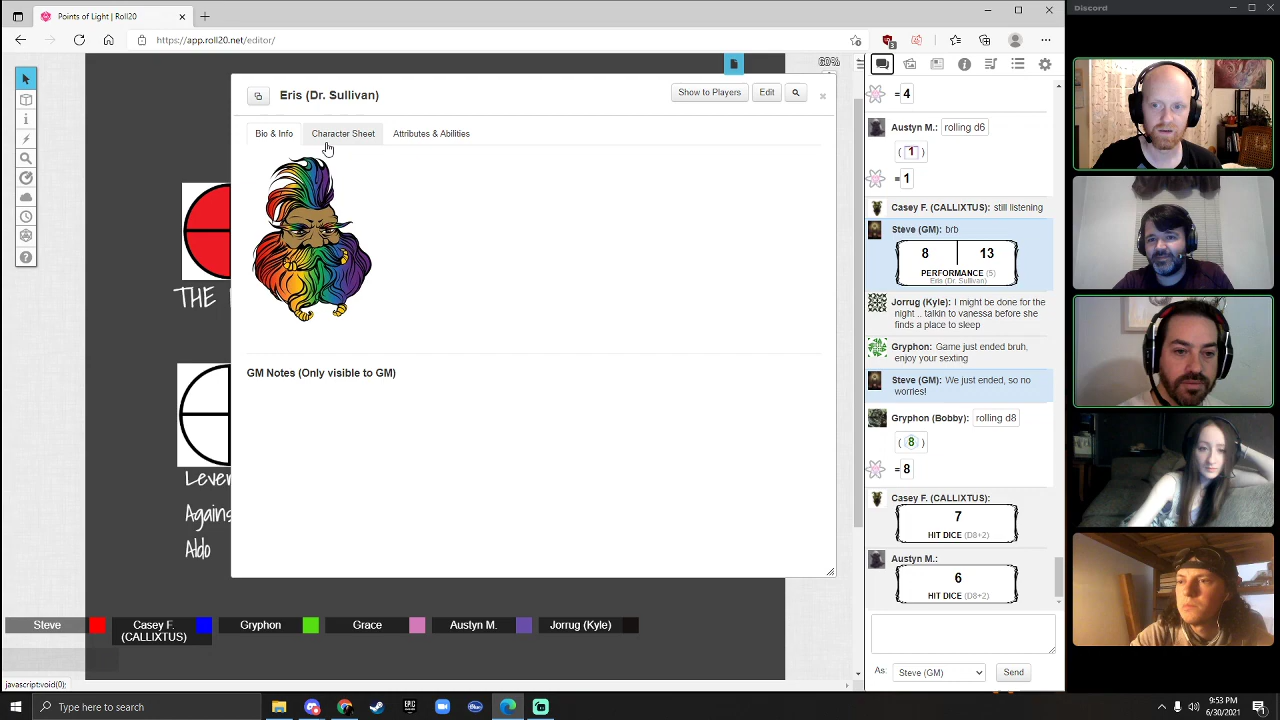 Discord
Points of Light | Roll20
https://app.roll20.net/editor/
60%
Eris (Dr. Sullivan)
Show to Players
Edit
Bio & Info
Character Sheet
Attributes & Abilities
GM Notes (Only visible to GM)
THE
Lever
Agains
Aldo
= 4
Austyn M.: rolling d6
( 1 )
= 1
Casey F. (CALLIXTUS): still listening
Steve (GM): brb
8 13
PERFORMANCE (5)
Eris (Dr. Sullivan)
Jorrug (Kyle): I might be done for the
night .. talkin to vanessa before she
finds a place to sleep
Gryphon: Game just ended bruh,
enjoy your sexting
Steve (GM): We just ended, so no
worries!
Gryphon (Bobby): rolling d8
( 8 )
= 8
Casey F. (CALLIXTUS):
7
HIT DICE (D8+2)
Austyn M.:
6
HIT DICE (D8+2)
As: Steve (GM)
Send
Steve
Casey F.
(CALLIXTUS)
Gryphon
Grace
Austyn M.
Jorrug (Kyle)
javascript:void(0);
Type here to search
EPIC
9:53 PM
6/30/2021